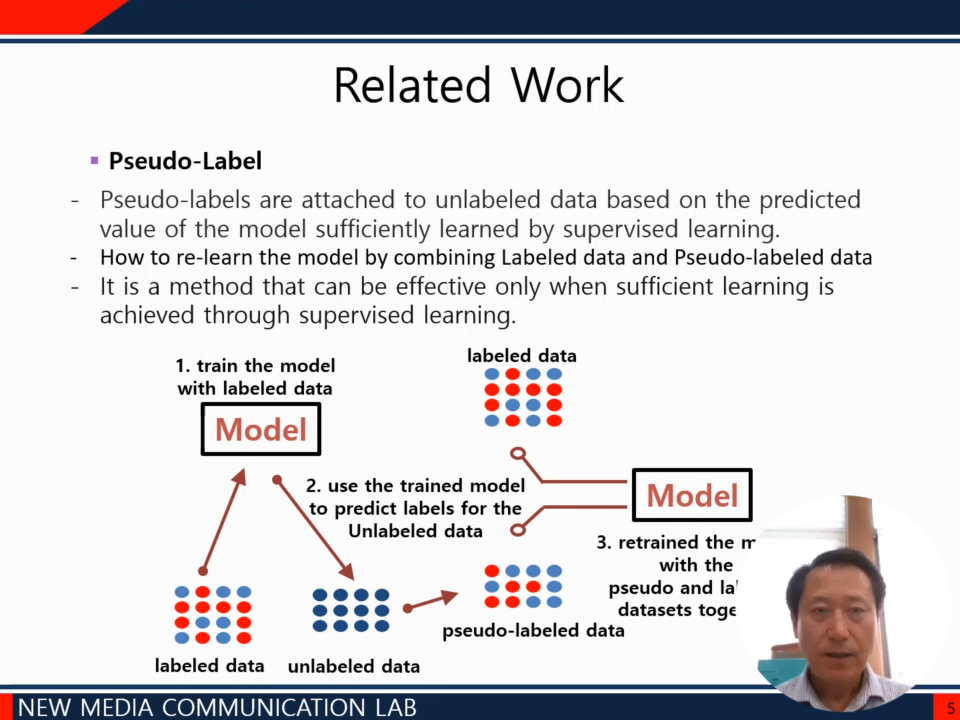 Related Work
▪ Pseudo-Label
- Pseudo-labels are attached to unlabeled data based on the predicted
value of the model sufficiently learned by supervised learning.
- How to re-learn the model by combining Labeled data and Pseudo-labeled data
- It is a method that can be effective only when sufficient learning is
achieved through supervised learning.
1. train the model
with labeled data
Model
labeled data
2. use the trained model
to predict labels for the
Unlabeled data
Model
3. retrained the m
with the
pseudo and la
datasets toge
pseudo-labeled data
labeled data
unlabeled data
NEW MEDIA COMMUNICATION LAB
5